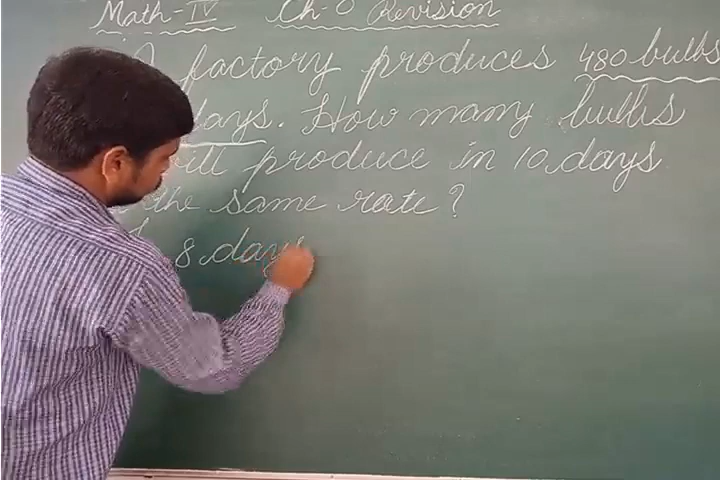 Math-IV Ch-0 Revision
factory produces 480 bulbs
days. How many bulbs
will produce in 10 days
the same rate?
8 days